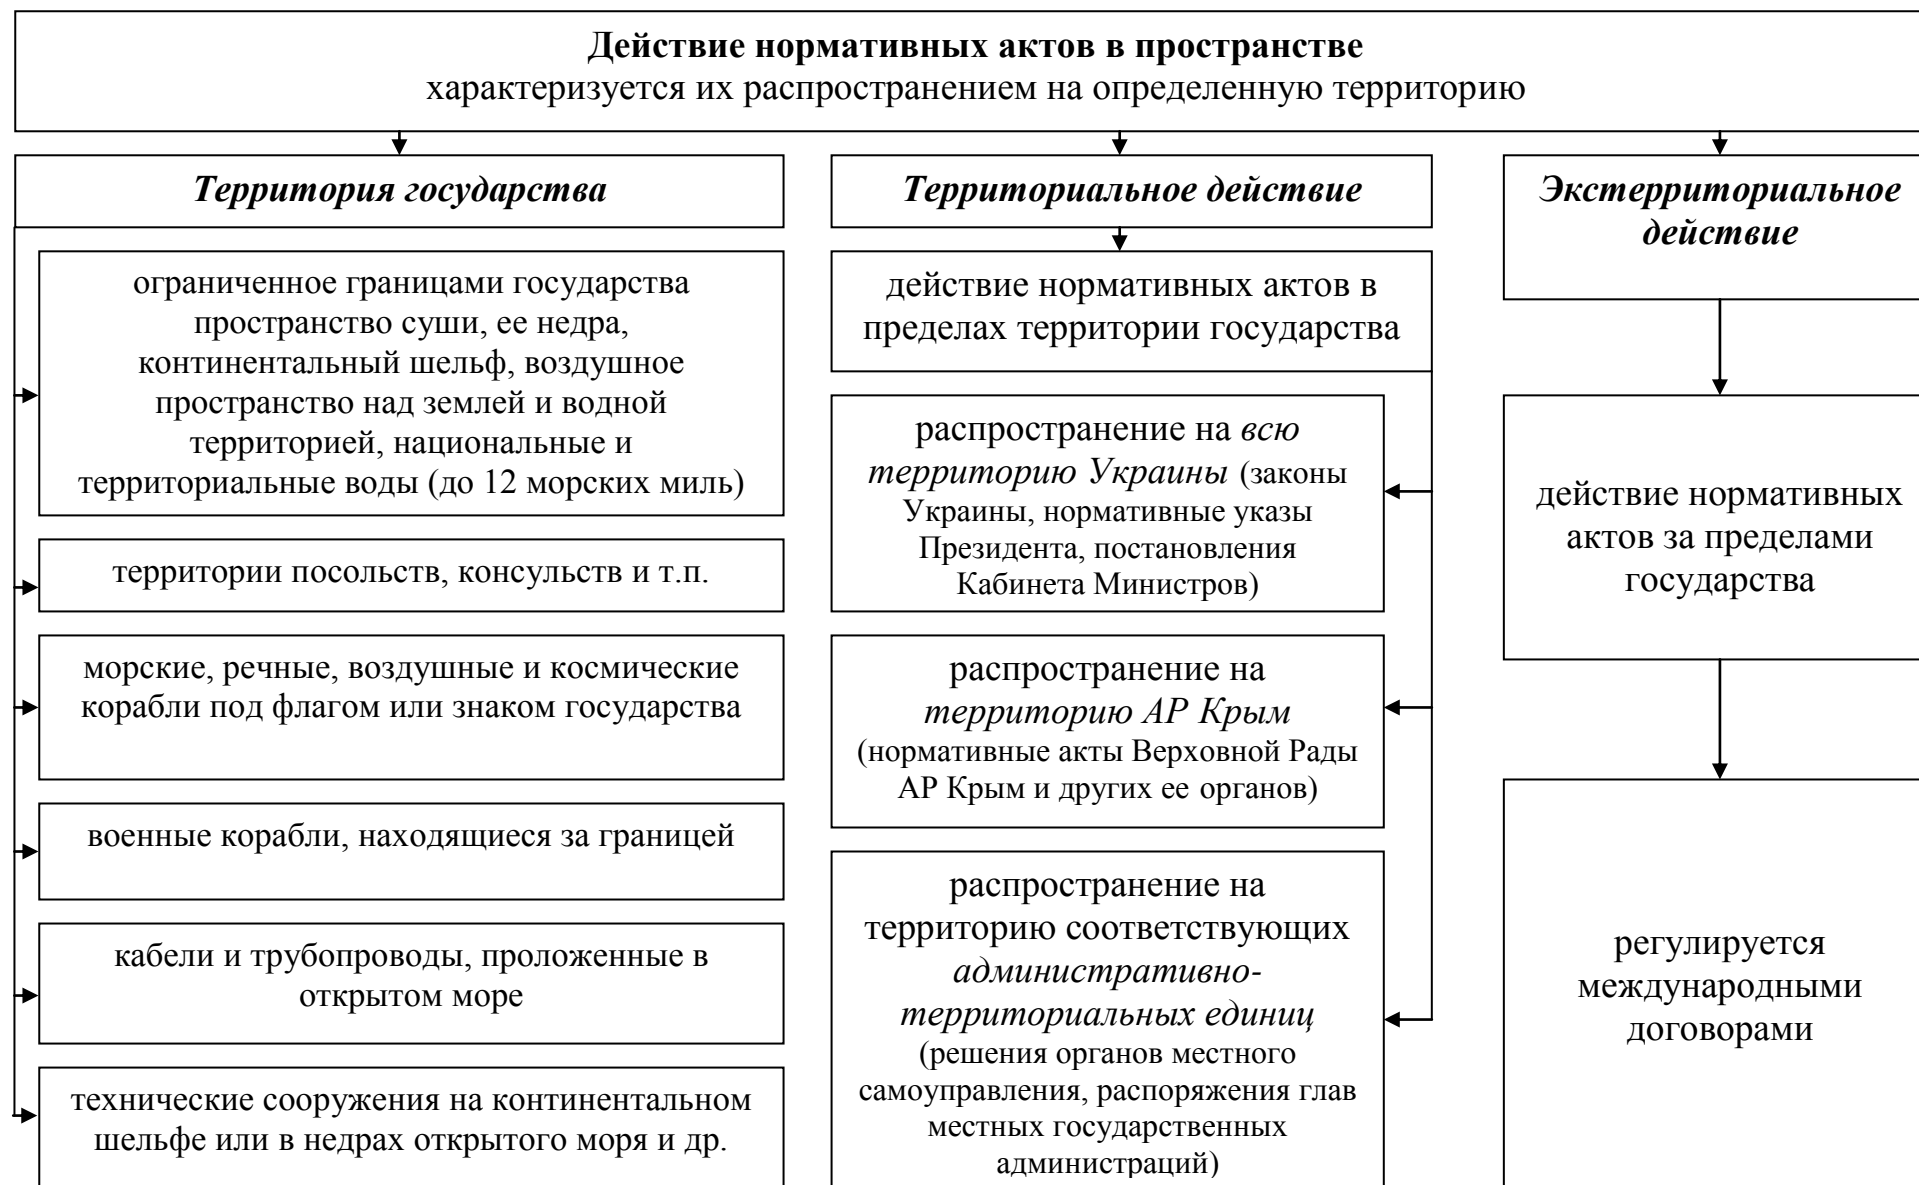 Действие нормативных актов в пространстве
характеризуется их распространением на определенную территорию
Территория государства
ограниченное границами государства
пространство суши, ее недра,
континентальный шельф, воздушное
пространство над землей и водной
территорией, национальные и
территориальные воды (до 12 морских миль)
территории посольств, консульств и т.п.
морские, речные, воздушные и космические
корабли под флагом или знаком государства
военные корабли, находящиеся за границей
кабели и трубопроводы, проложенные в
открытом море
технические сооружения на континентальном
шельфе или в недрах открытого моря и др.
Территориальное действие
действие нормативных актов в
пределах территории государства
распространение на всю
территорию Украины (законы
Украины, нормативные указы
Президента, постановления
Кабинета Министров)
распространение на
территорию АР Крым
(нормативные акты Верховной Рады
АР Крым и других ее органов)
распространение на
территорию соответствующих
административно-
территориальных единиц
(решения органов местного
самоуправления, распоряжения глав
местных государственных
администраций)
Экстерриториальное
действие
действие нормативных
актов за пределами
государства
регулируется
международными
договорами